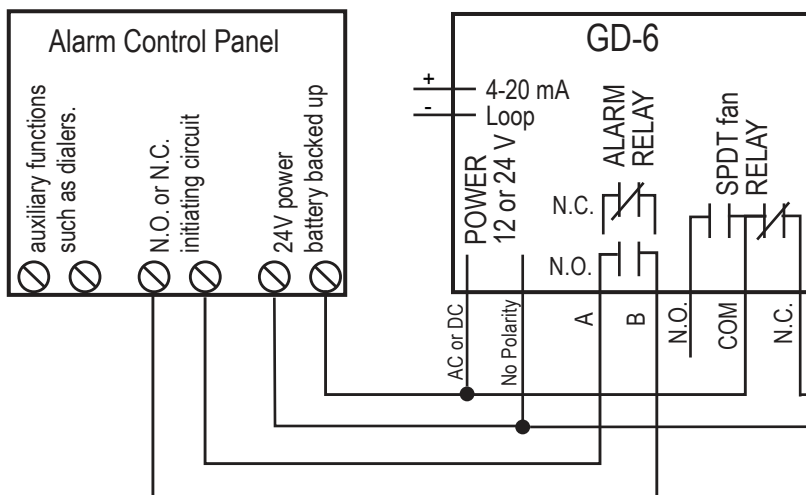 Alarm Control Panel
auxiliary functions
such as dialers.
N.O. or N.C.
initiating circuit
24V power
battery backed up
GD-6
+
4-20 mA
-
Loop
POWER
12 or 24 V
ALARM
RELAY
N.C.
N.O.
SPDT fan
RELAY
AC or DC
No Polarity
A
B
N.O.
COM
N.C.